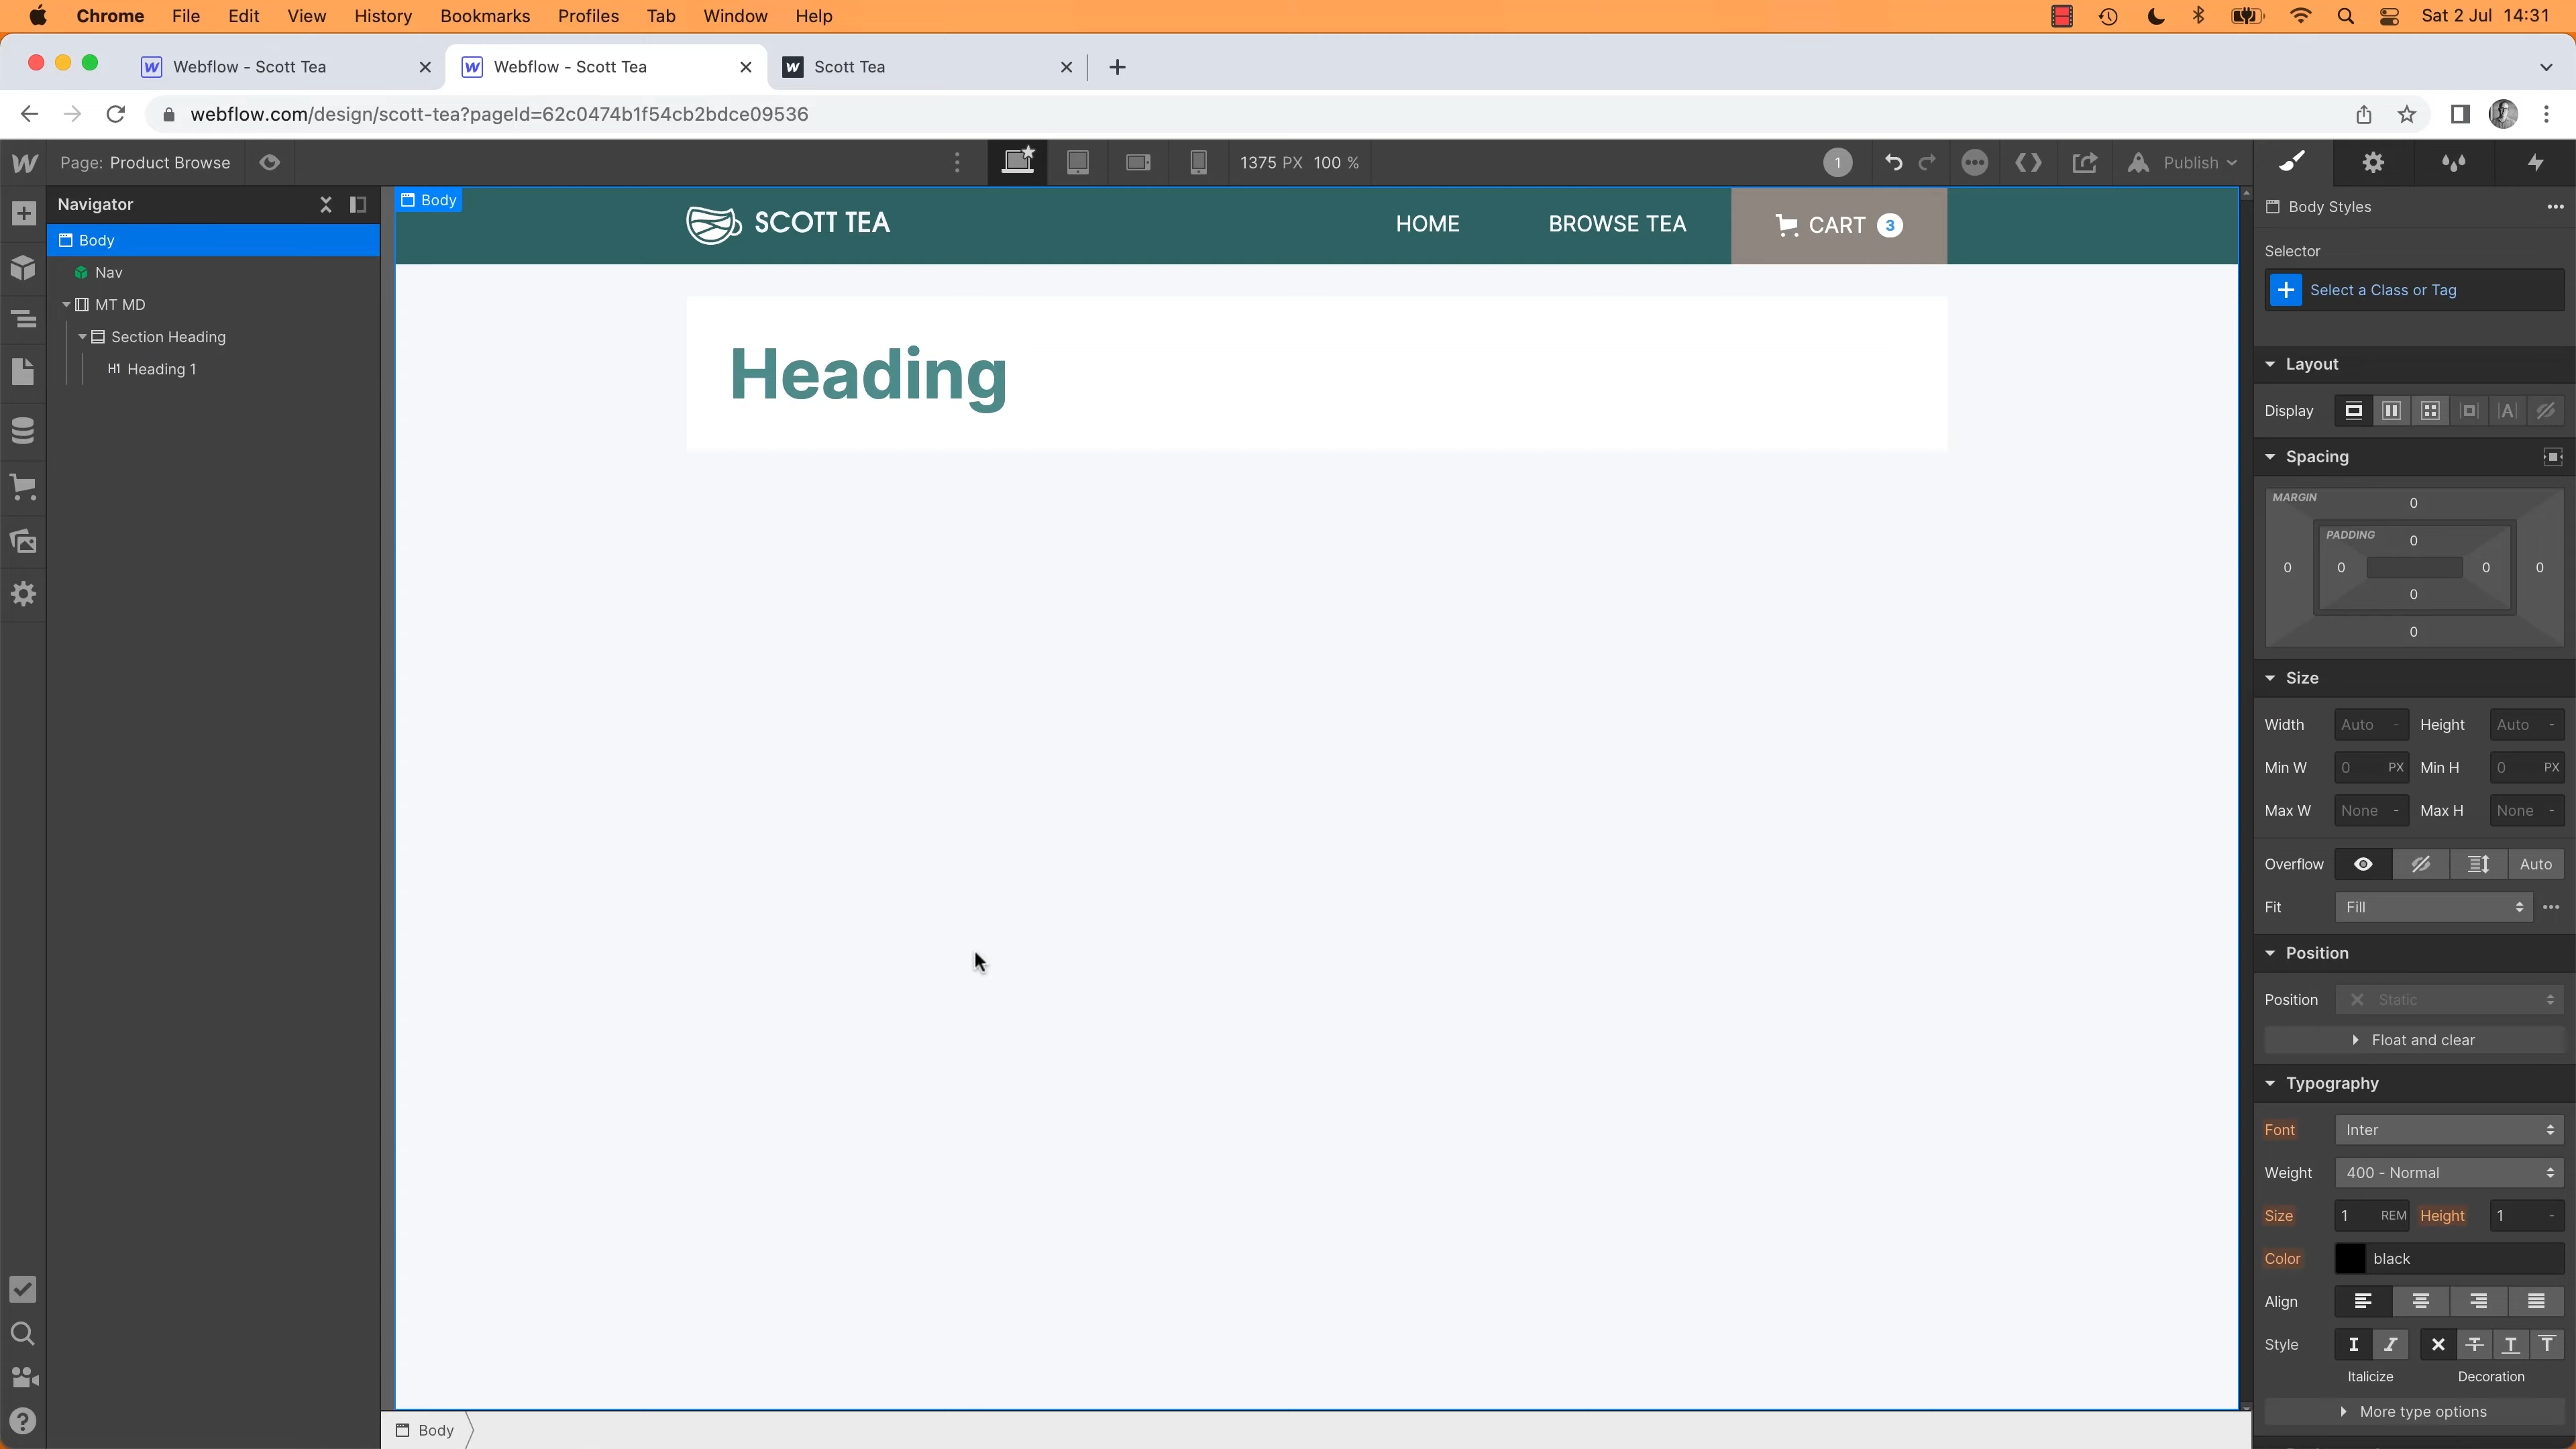 Chrome File Edit View History Bookmarks Profiles Tab Window Help Sat 2 Jul 14:31
Webflow - Scott Tea Webflow - Scott Tea Scott Tea
webflow.com/design/scott-tea?pageId=62c0474b1f54cb2bdce09536
Page: Product Browse 1375 PX 100 % 1 Publish
Navigator
Body
Nav
MT MD
Section Heading
H1 Heading 1
Body
SCOTT TEA HOME BROWSE TEA CART 3
Heading
Body
Body Styles
Selector
Select a Class or Tag
Layout
Display
Spacing
MARGIN
0
PADDING
0
0 0 0 0
0
0
Size
Width Auto - Height Auto -
Min W 0 PX Min H 0 PX
Max W None - Max H None -
Overflow Auto
Fit Fill
Position
Position Static
Float and clear
Typography
Font Inter
Weight 400 - Normal
Size 1 REM Height 1 -
Color black
Align
Style
Italicize Decoration
More type options